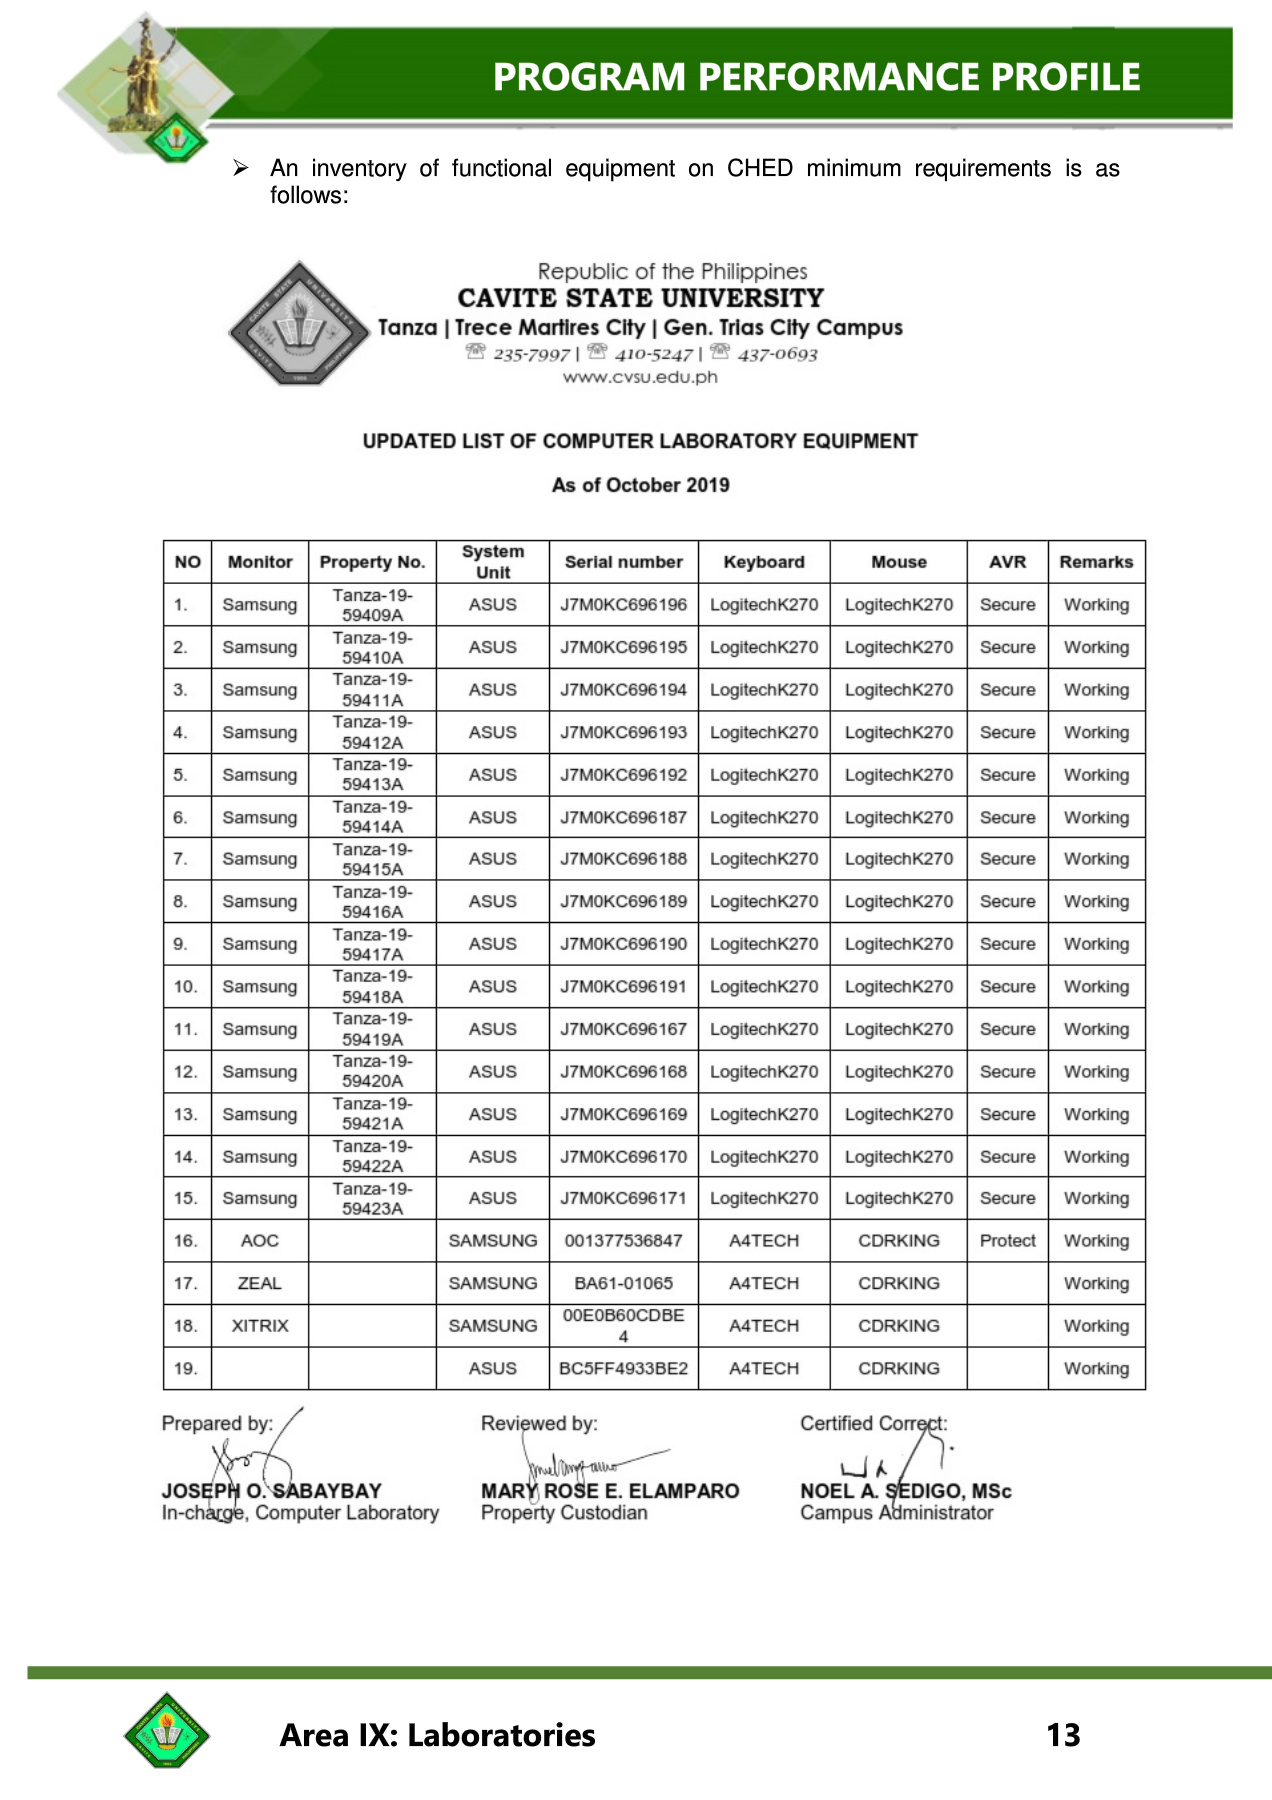 PROGRAM PERFORMANCE PROFILE
➢ An inventory of functional equipment on CHED minimum requirements is as
follows:
Republic of the Philippines
CAVITE STATE UNIVERSITY
Tanza | Trece Martires City | Gen. Trias City Campus
☏ 235-7997 | ☏ 410-5247 | ☏ 437-0693
www.cvsu.edu.ph
UPDATED LIST OF COMPUTER LABORATORY EQUIPMENT
As of October 2019
NO Monitor Property No. System Unit Serial number Keyboard Mouse AVR Remarks
1. Samsung Tanza-19-59409A ASUS J7M0KC696196 LogitechK270 LogitechK270 Secure Working
2. Samsung Tanza-19-59410A ASUS J7M0KC696195 LogitechK270 LogitechK270 Secure Working
3. Samsung Tanza-19-59411A ASUS J7M0KC696194 LogitechK270 LogitechK270 Secure Working
4. Samsung Tanza-19-59412A ASUS J7M0KC696193 LogitechK270 LogitechK270 Secure Working
5. Samsung Tanza-19-59413A ASUS J7M0KC696192 LogitechK270 LogitechK270 Secure Working
6. Samsung Tanza-19-59414A ASUS J7M0KC696187 LogitechK270 LogitechK270 Secure Working
7. Samsung Tanza-19-59415A ASUS J7M0KC696188 LogitechK270 LogitechK270 Secure Working
8. Samsung Tanza-19-59416A ASUS J7M0KC696189 LogitechK270 LogitechK270 Secure Working
9. Samsung Tanza-19-59417A ASUS J7M0KC696190 LogitechK270 LogitechK270 Secure Working
10. Samsung Tanza-19-59418A ASUS J7M0KC696191 LogitechK270 LogitechK270 Secure Working
11. Samsung Tanza-19-59419A ASUS J7M0KC696167 LogitechK270 LogitechK270 Secure Working
12. Samsung Tanza-19-59420A ASUS J7M0KC696168 LogitechK270 LogitechK270 Secure Working
13. Samsung Tanza-19-59421A ASUS J7M0KC696169 LogitechK270 LogitechK270 Secure Working
14. Samsung Tanza-19-59422A ASUS J7M0KC696170 LogitechK270 LogitechK270 Secure Working
15. Samsung Tanza-19-59423A ASUS J7M0KC696171 LogitechK270 LogitechK270 Secure Working
16. AOC SAMSUNG 001377536847 A4TECH CDRKING Protect Working
17. ZEAL SAMSUNG BA61-01065 A4TECH CDRKING Working
18. XITRIX SAMSUNG 00E0B60CDBE4 A4TECH CDRKING Working
19. ASUS BC5FF4933BE2 A4TECH CDRKING Working
Prepared by: Reviewed by: Certified Correct:
JOSEPH O. SABAYBAY MARY ROSE E. ELAMPARO NOEL A. SEDIGO, MSc
In-charge, Computer Laboratory Property Custodian Campus Administrator
Area IX: Laboratories 13